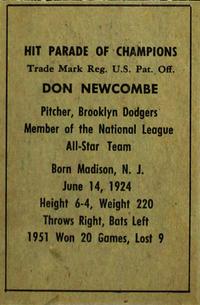 HIT PARADE OF CHAMPIONS
Trade Mark Reg. U.S. Pat. Off.
DON NEWCOMBE
Pitcher, Brooklyn Dodgers
Member of the National League
All-Star Team
Born Madison, N. J.
June 14, 1924
Height 6-4, Weight 220
Throws Right, Bats Left
1951 Won 20 Games, Lost 9